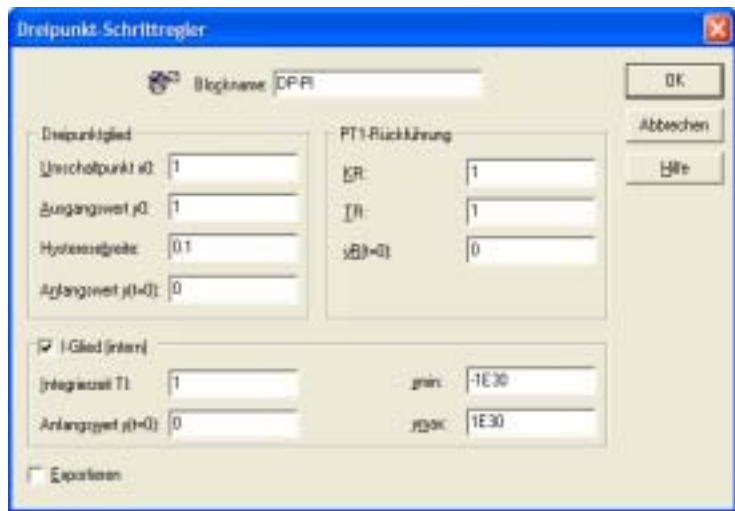 Dreipunkt-Schrittregler
Blockname: DP-PI
OK
Abbrechen
Hilfe
Dreipunktglied
Umschaltpunkt x0: 1
Ausgangswert y0: 1
Hysteresebreite: 0.1
Anfangswert y(t=0): 0
PT1-Rückführung
KR: 1
TR: 1
yR(t=0): 0
I-Glied (intern)
Integrierzeit TI: 1
Anfangswert y(t=0): 0
ymin: -1E30
ymax: 1E30
Exportieren